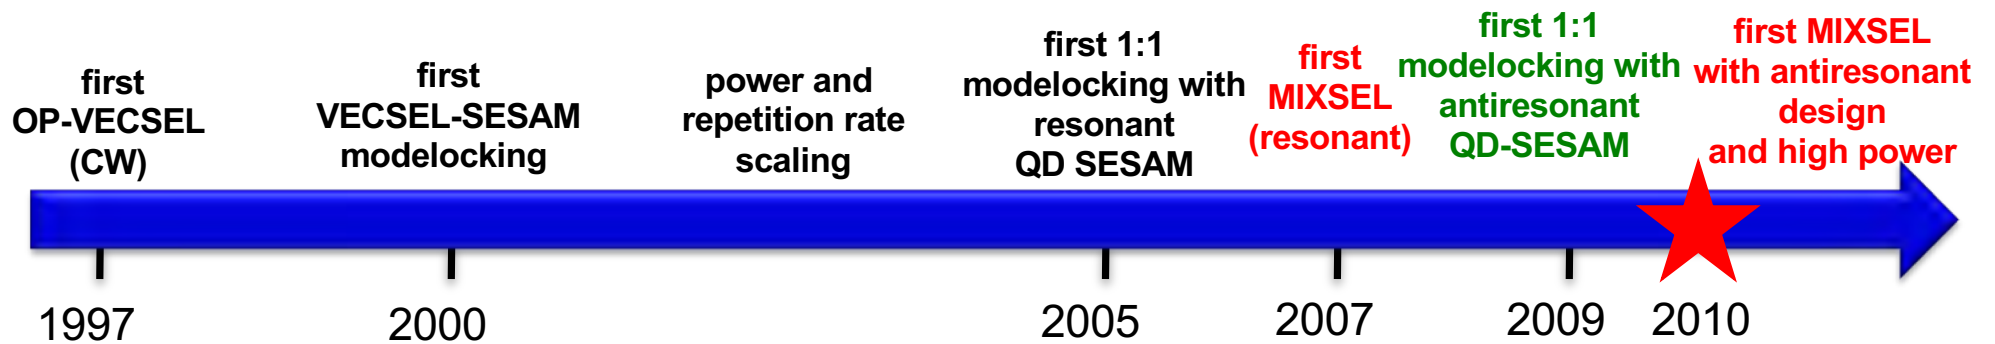 first
OP-VECSEL
(CW)
first
VECSEL-SESAM
modelocking
power and
repetition rate
scaling
first 1:1
modelocking with
resonant
QD SESAM
first
MIXSEL
(resonant)
first 1:1
modelocking with
antiresonant
QD-SESAM
first MIXSEL
with antiresonant
design
and high power
1997
2000
2005
2007
2009
2010